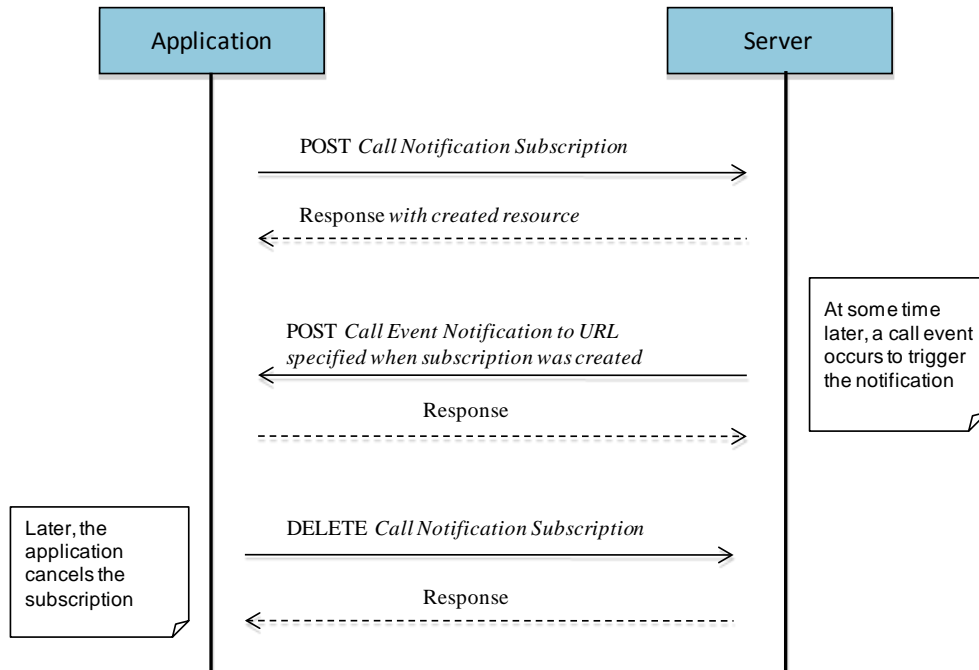 Application
Server
POST Call Notification Subscription
Response with created resource
At some time
later, a call event
occurs to trigger
the notification
POST Call Event Notification to URL
specified when subscription was created
Response
Later, the
application
cancels the
subscription
DELETE Call Notification Subscription
Response